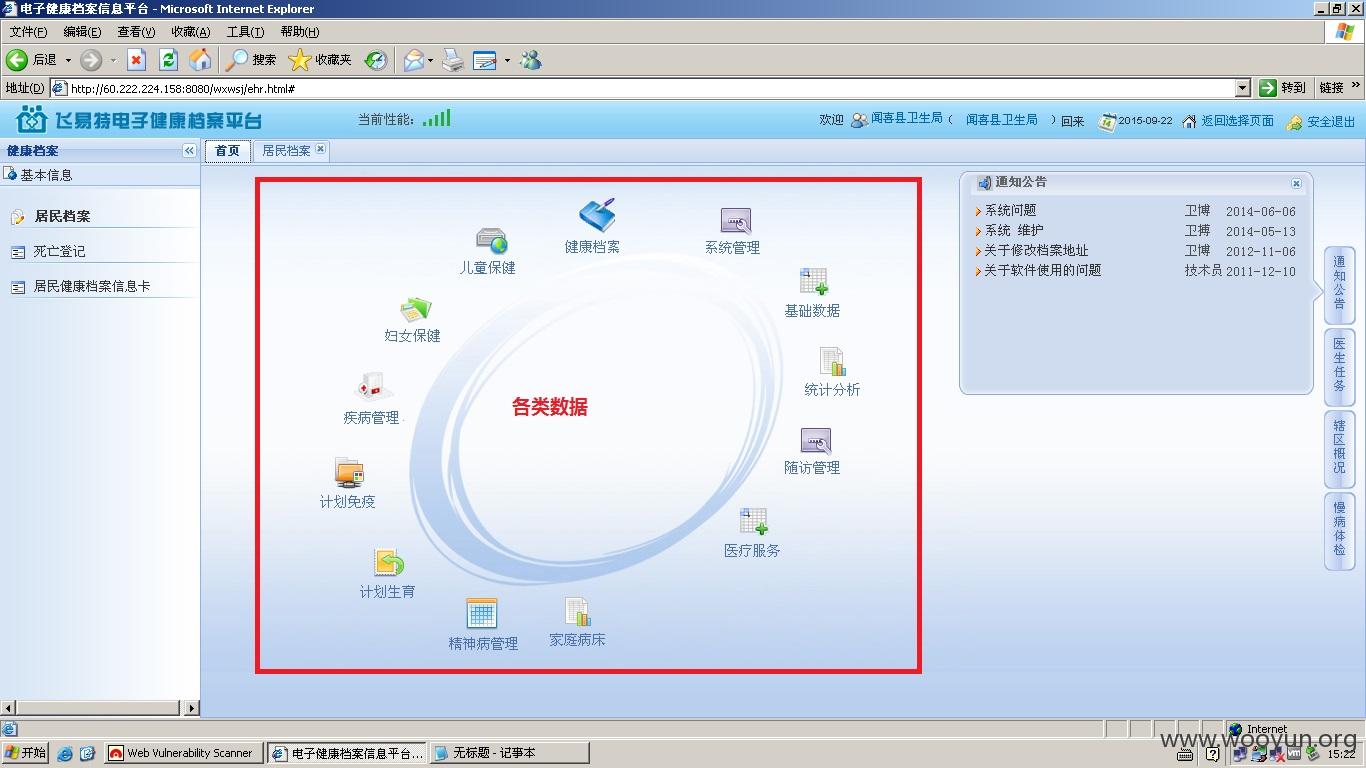 电子健康档案信息平台 - Microsoft Internet Explorer
文件(F) 编辑(E) 查看(V) 收藏(A) 工具(T) 帮助(H)
后退 搜索 收藏夹
地址(D) http://60.222.224.158:8080/wxwsj/ehr.html# 转到 链接 »
飞易特电子健康档案平台 当前性能: 欢迎 闻喜县卫生局 ( 闻喜县卫生局 ) 回来 14 2015-09-22 返回选择页面 安全退出
健康档案 « 首页 居民档案
基本信息
居民档案
死亡登记
居民健康档案信息卡
健康档案
系统管理
儿童保健
基础数据
妇女保健
统计分析
各类数据
疾病管理
随访管理
计划免疫
医疗服务
计划生育
精神病管理
家庭病床
通知公告
系统问题 卫博 2014-06-06
系统 维护 卫搏 2014-05-13
关于修改档案地址 卫博 2012-11-06
关于软件使用的问题 技术员 2011-12-10
通知公告
医生任务
辖区概况
慢病体检
Internet
www.wooyun.org
开始 Web Vulnerability Scanner 电子健康档案信息平台... 无标题 - 记事本 15:22